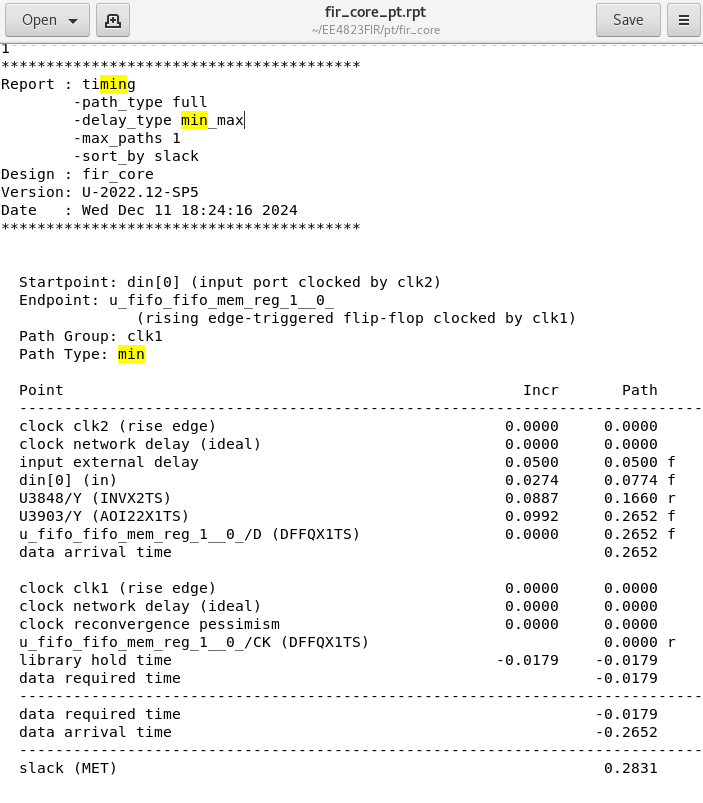 Open
fir_core_pt.rpt
~/EE4823FIR/pt/fir_core
Save
1
****************************************
Report : timing
        -path_type full
        -delay_type min_max
        -max_paths 1
        -sort_by slack
Design : fir_core
Version: U-2022.12-SP5
Date   : Wed Dec 11 18:24:16 2024
****************************************
  Startpoint: din[0] (input port clocked by clk2)
  Endpoint: u_fifo_fifo_mem_reg_1__0_
               (rising edge-triggered flip-flop clocked by clk1)
  Path Group: clk1
  Path Type: min
  Point                                                   Incr       Path
  ----------------------------------------------------------------------------
  clock clk2 (rise edge)                                0.0000     0.0000
  clock network delay (ideal)                           0.0000     0.0000
  input external delay                                  0.0500     0.0500 f
  din[0] (in)                                           0.0274     0.0774 f
  U3848/Y (INVX2TS)                                     0.0887     0.1660 r
  U3903/Y (AOI22X1TS)                                   0.0992     0.2652 f
  u_fifo_fifo_mem_reg_1__0_/D (DFFQX1TS)                0.0000     0.2652 f
  data arrival time                                                0.2652
  clock clk1 (rise edge)                                0.0000     0.0000
  clock network delay (ideal)                           0.0000     0.0000
  clock reconvergence pessimism                         0.0000     0.0000
  u_fifo_fifo_mem_reg_1__0_/CK (DFFQX1TS)                          0.0000 r
  library hold time                                    -0.0179    -0.0179
  data required time                                              -0.0179
  ----------------------------------------------------------------------------
  data required time                                              -0.0179
  data arrival time                                               -0.2652
  ----------------------------------------------------------------------------
  slack (MET)                                                      0.2831